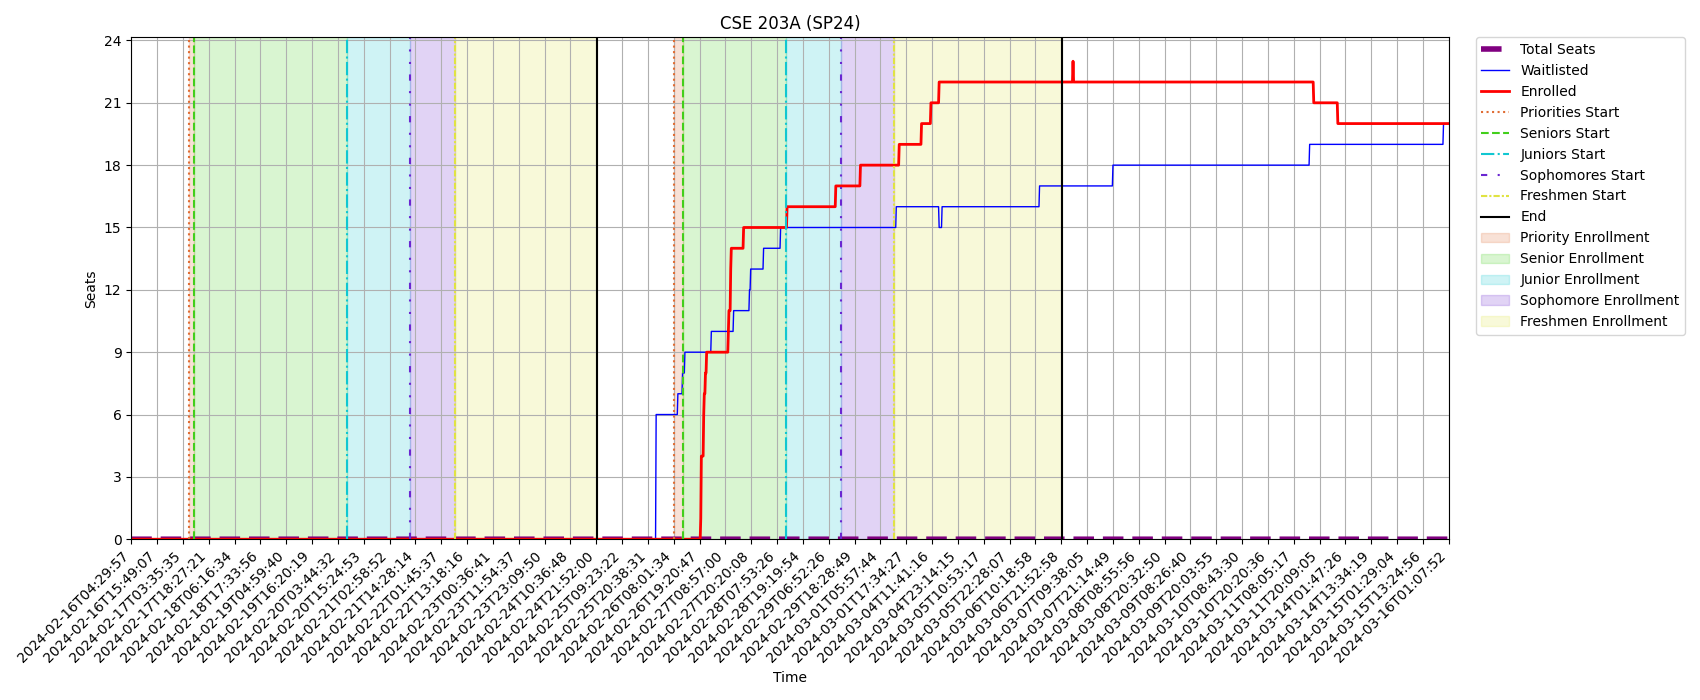 CSE 203A (SP24)
24
21
18
15
12
9
6
3
0
Seats
2024-02-16T04:29:57
2024-02-16T15:49:07
2024-02-17T03:35:35
2024-02-17T18:27:21
2024-02-18T06:16:34
2024-02-18T17:33:56
2024-02-19T04:59:40
2024-02-19T16:20:19
2024-02-20T03:44:32
2024-02-20T15:24:53
2024-02-21T02:58:52
2024-02-21T14:28:14
2024-02-22T01:45:37
2024-02-22T13:18:16
2024-02-23T00:36:41
2024-02-23T11:54:37
2024-02-23T23:09:50
2024-02-24T10:36:48
2024-02-24T21:52:00
2024-02-25T09:23:22
2024-02-25T20:38:31
2024-02-26T08:01:34
2024-02-26T19:20:47
2024-02-27T08:57:00
2024-02-27T20:20:08
2024-02-28T07:53:26
2024-02-28T19:19:54
2024-02-29T06:52:26
2024-02-29T18:28:49
2024-03-01T05:57:44
2024-03-01T17:34:27
2024-03-04T11:41:16
2024-03-04T23:14:15
2024-03-05T10:53:17
2024-03-05T22:28:07
2024-03-06T10:18:58
2024-03-06T21:52:58
2024-03-07T09:38:05
2024-03-07T21:14:49
2024-03-08T08:55:56
2024-03-08T20:32:50
2024-03-09T08:26:40
2024-03-09T20:03:55
2024-03-10T08:43:30
2024-03-10T20:20:36
2024-03-11T08:05:17
2024-03-11T20:09:05
2024-03-14T01:47:26
2024-03-14T13:34:19
2024-03-15T01:29:04
2024-03-15T13:24:56
2024-03-16T01:07:52
Time
Total Seats
Waitlisted
Enrolled
Priorities Start
Seniors Start
Juniors Start
Sophomores Start
Freshmen Start
End
Priority Enrollment
Senior Enrollment
Junior Enrollment
Sophomore Enrollment
Freshmen Enrollment